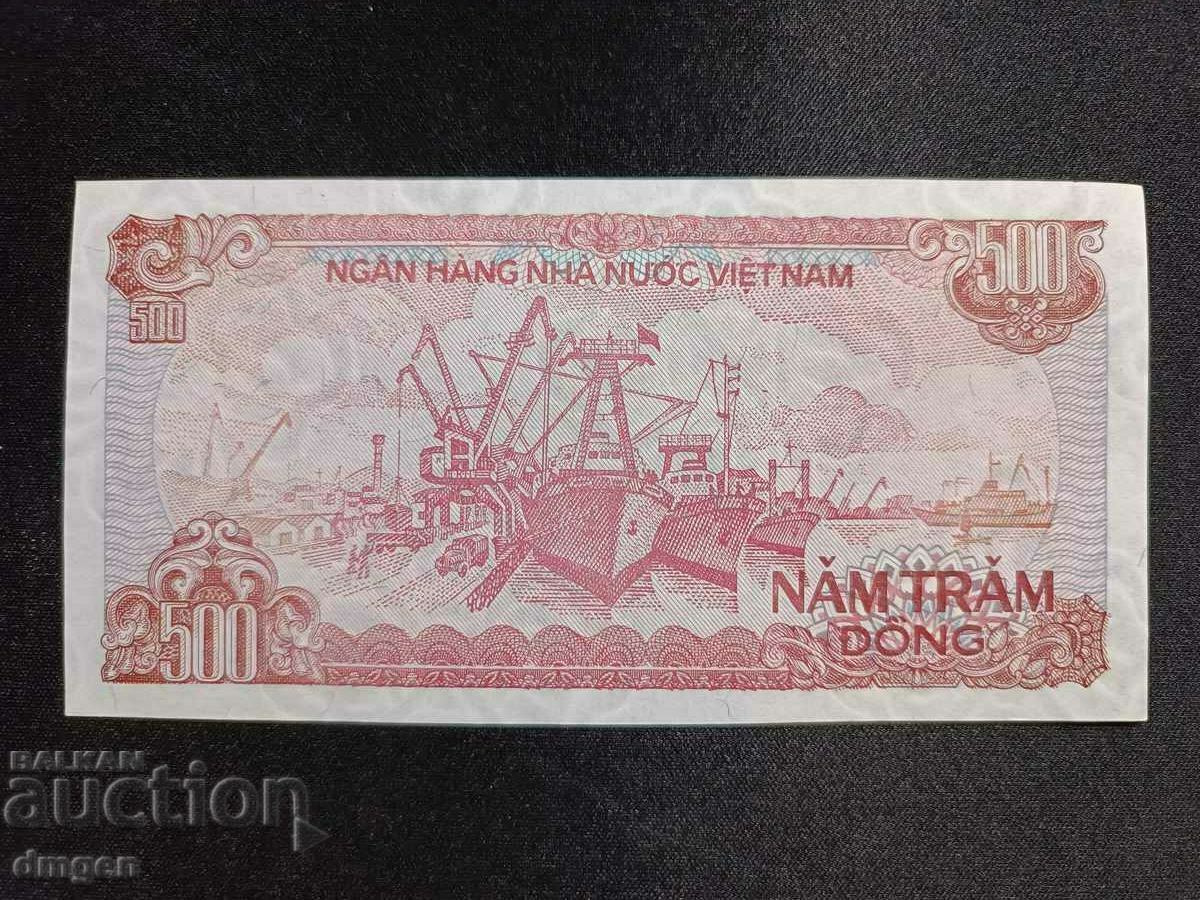 NGÂN HÀNG NHÀ NƯỚC VIỆT NAM
500
500
500
NĂM TRĂM
ĐỒNG
BALKAN
auction
dmgen